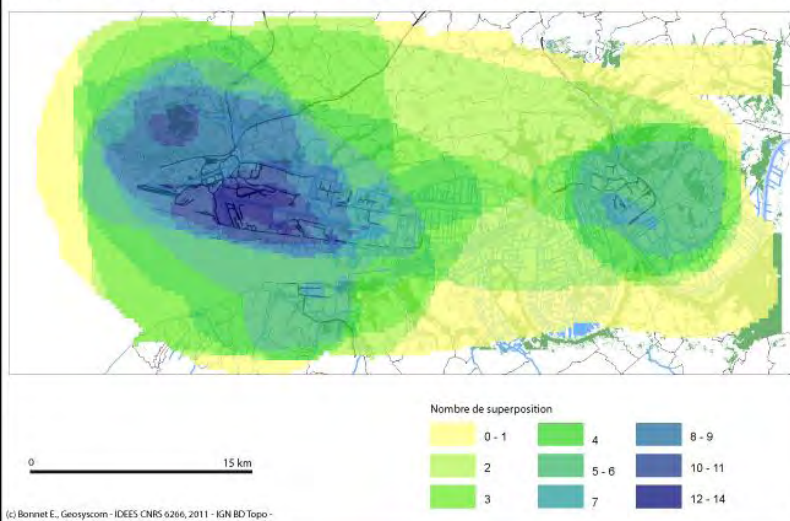 Nombre de superposition
0 - 1
4
8 - 9
2
5 - 6
10 - 11
3
7
12 - 14
0
15 km
(c) Bonnet E., Geosyscom - IDEES CNRS 6266, 2011 - IGN BD Topo -